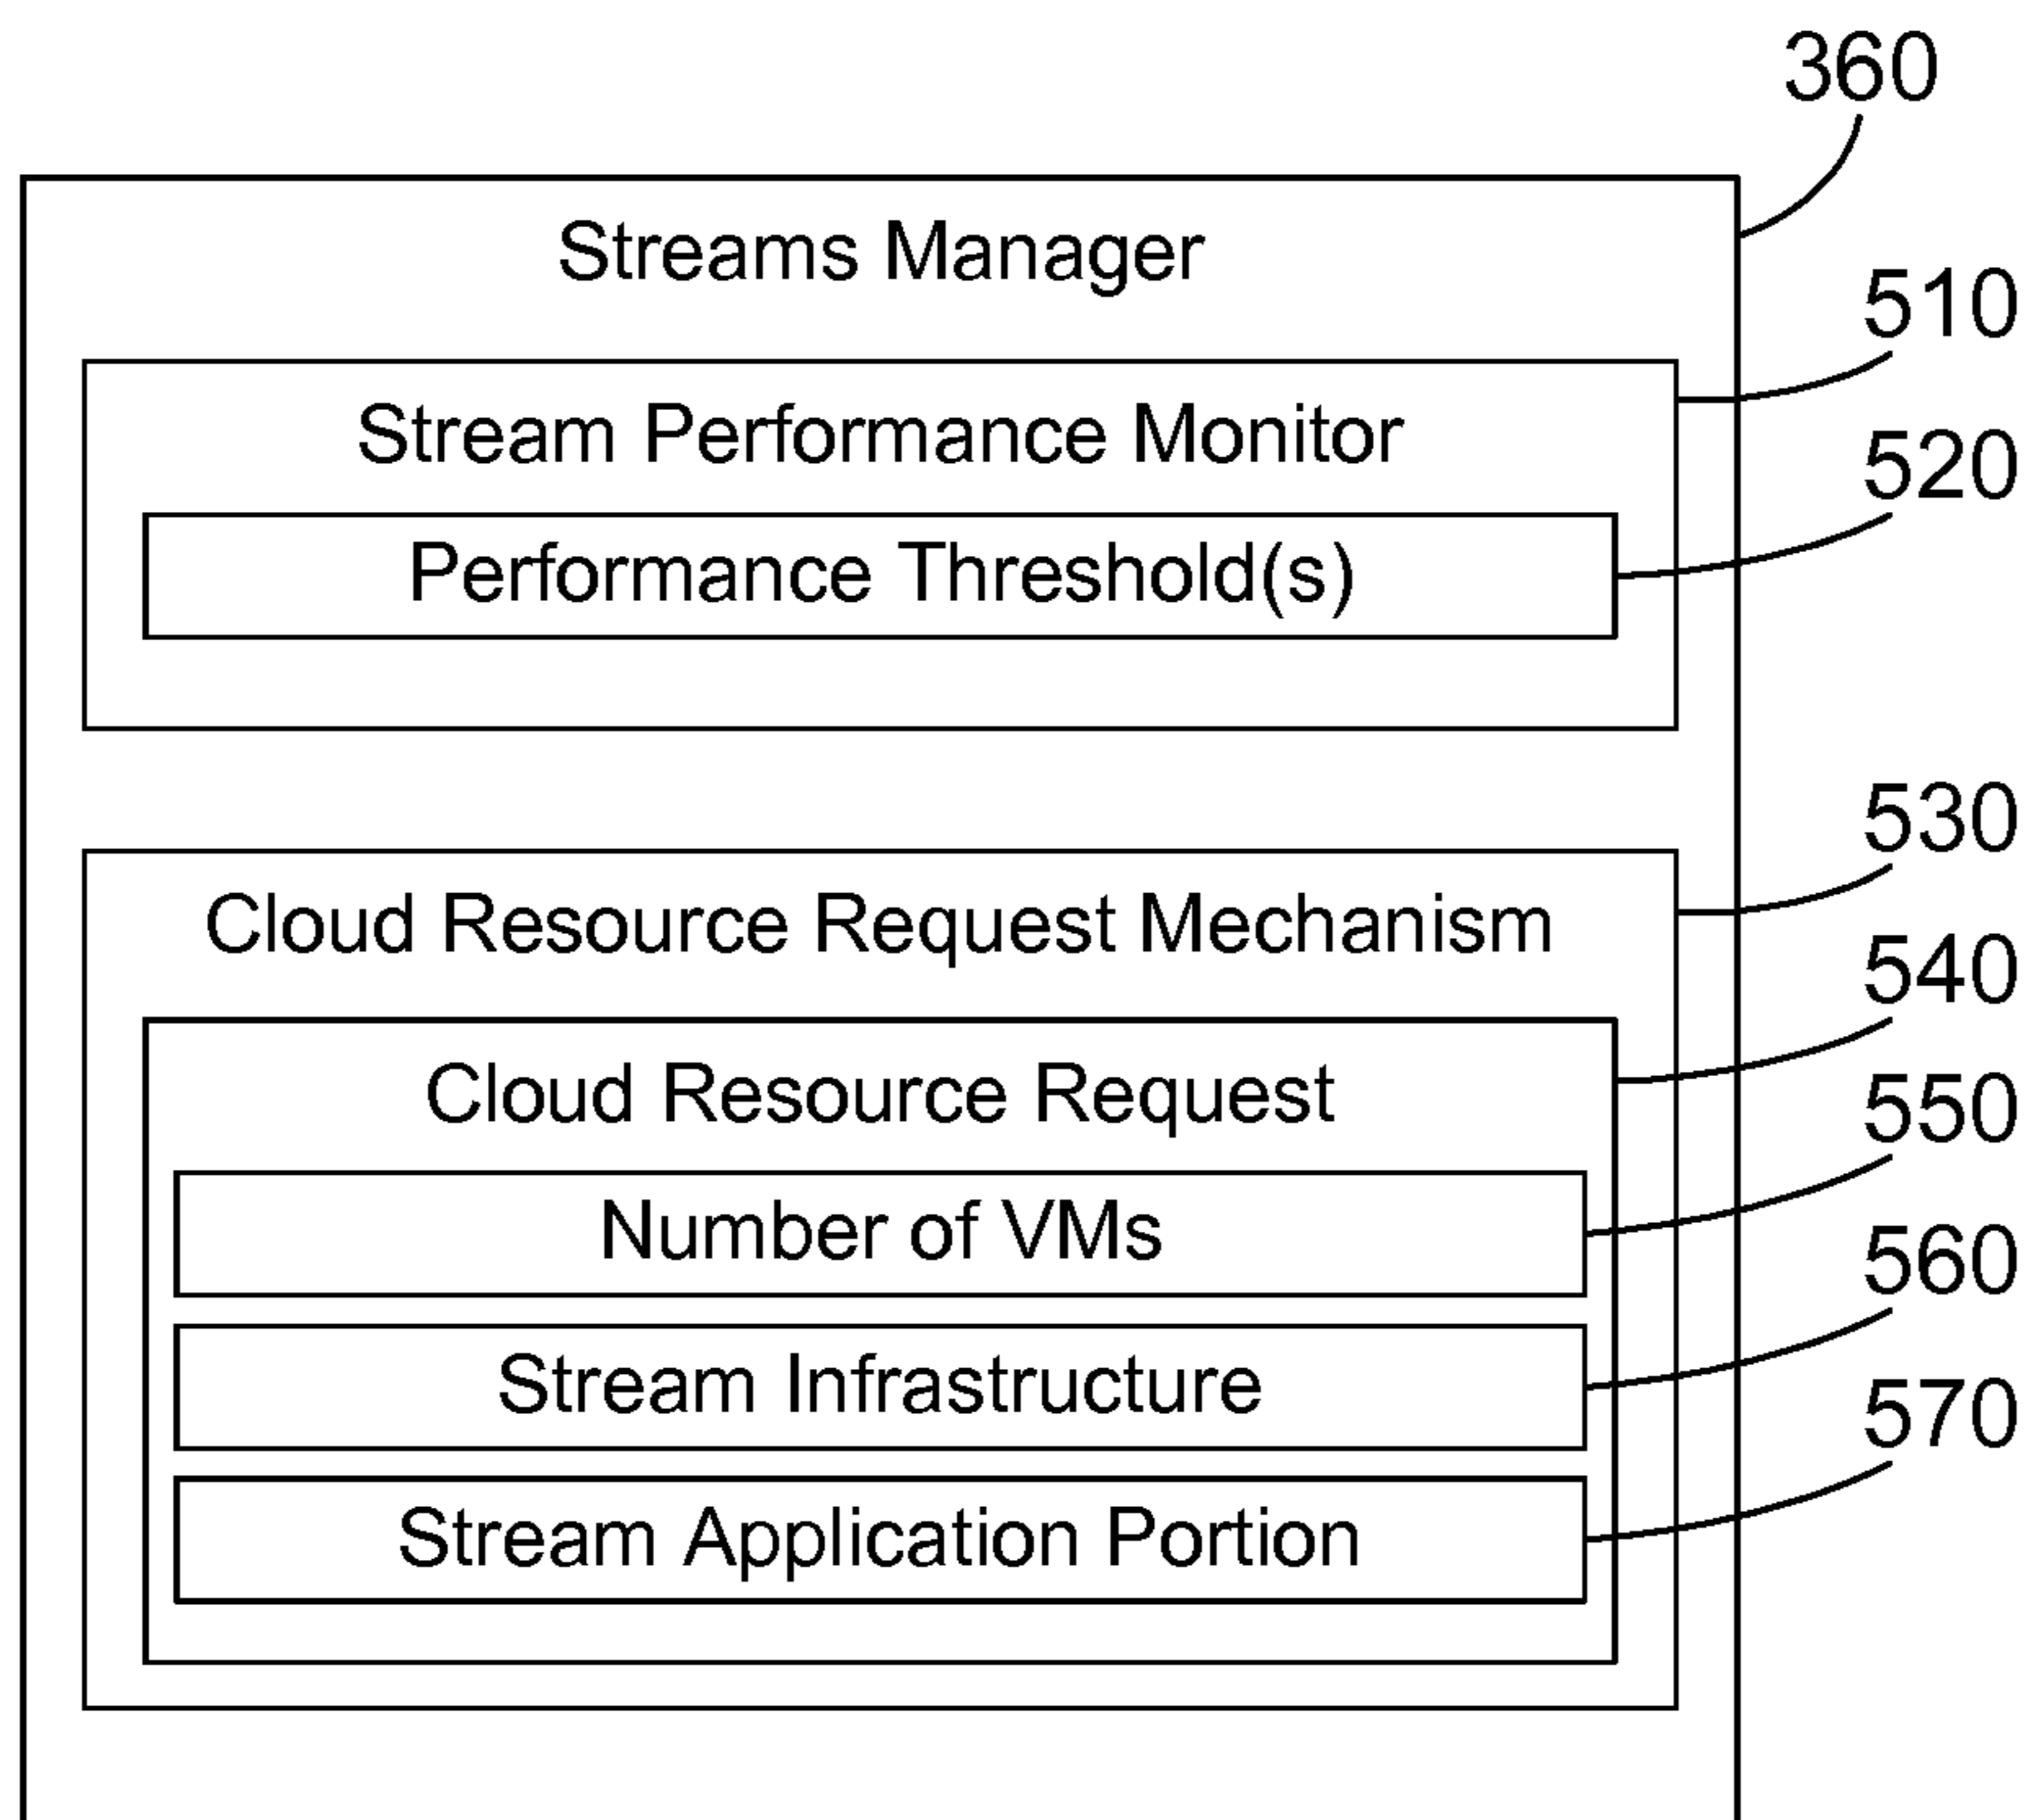 360
Streams Manager
510
Stream Performance Monitor
520
Performance Threshold(s)
530
Cloud Resource Request Mechanism
540
Cloud Resource Request
550
Number of VMs
560
Stream Infrastructure
570
Stream Application Portion